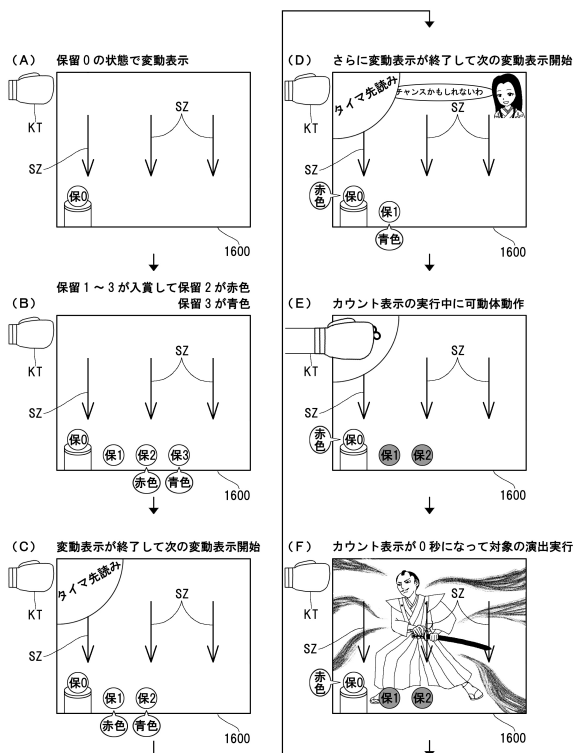 (A) 保留0の状態で変動表示
KT
SZ
SZ
保0
1600
保留1～3が入賞して保留2が赤色
(B) 保留3が青色
KT
SZ
SZ
保0
保1
保2
保3
赤色
青色
1600
(C) 変動表示が終了して次の変動表示開始
タイマ先読み
KT
SZ
SZ
保0
保1
保2
赤色
青色
1600
(D) さらに変動表示が終了して次の変動表示開始
タイマ先読み
チャンスかもしれないわ
KT
SZ
SZ
赤色
保0
保1
青色
1600
(E) カウント表示の実行中に可動体動作
KT
SZ
SZ
赤色
保0
保1
保2
1600
(F) カウント表示が0秒になって対象の演出実行
KT
SZ
SZ
赤色
保0
保1
保2
1600